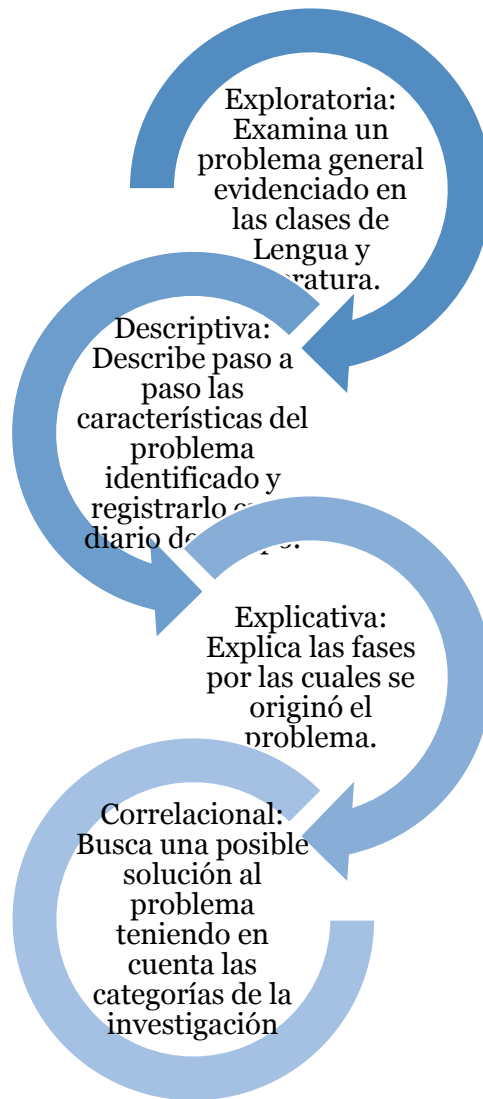 Exploratoria:
Examina un
problema general
evidenciado en
las clases de
Lengua y
Descriptiva:
Describe paso a
paso las
características del
problema
identificado y
registrarlo
diario de
Explicativa:
Explica las fases
por las cuales se
originó el
problema.
Correlacional:
Busca una posible
solución al
problema
teniendo en
cuenta las
categorías de la
investigación